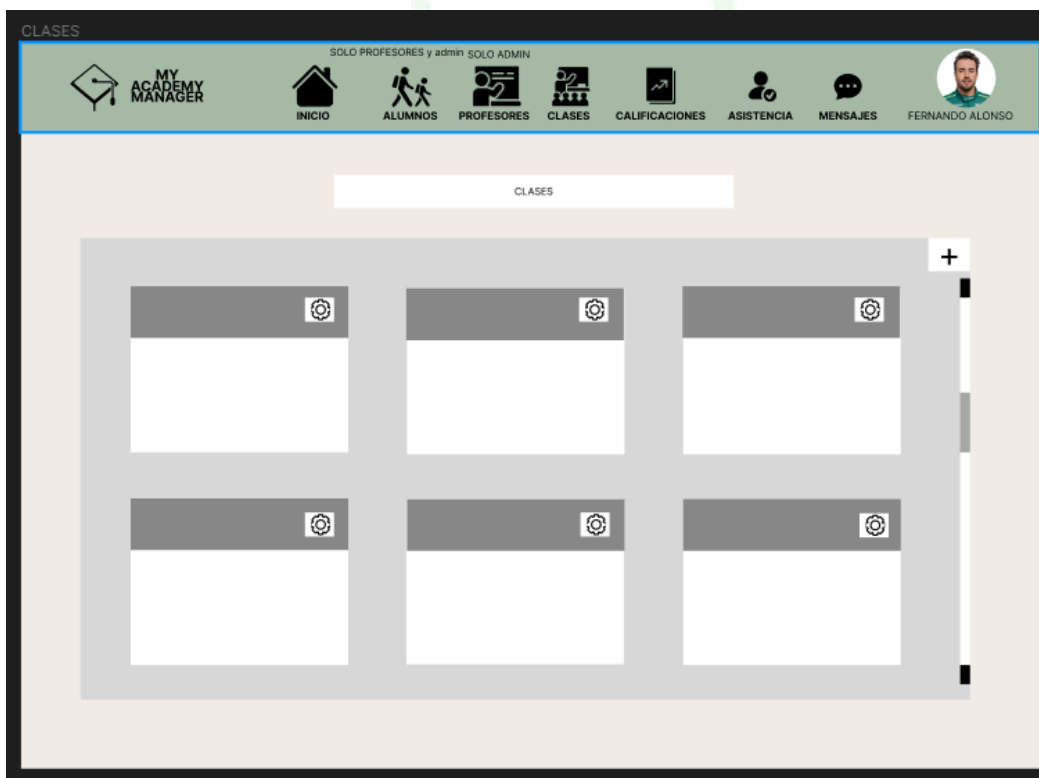 CLASES
SOLO PROFESORES y admin SOLO ADMIN
MY
ACADEMY
MANAGER
INICIO
ALUMNOS
PROFESORES
CLASES
CALIFICACIONES
ASISTENCIA
MENSAJES
FERNANDO ALONSO
CLASES
+